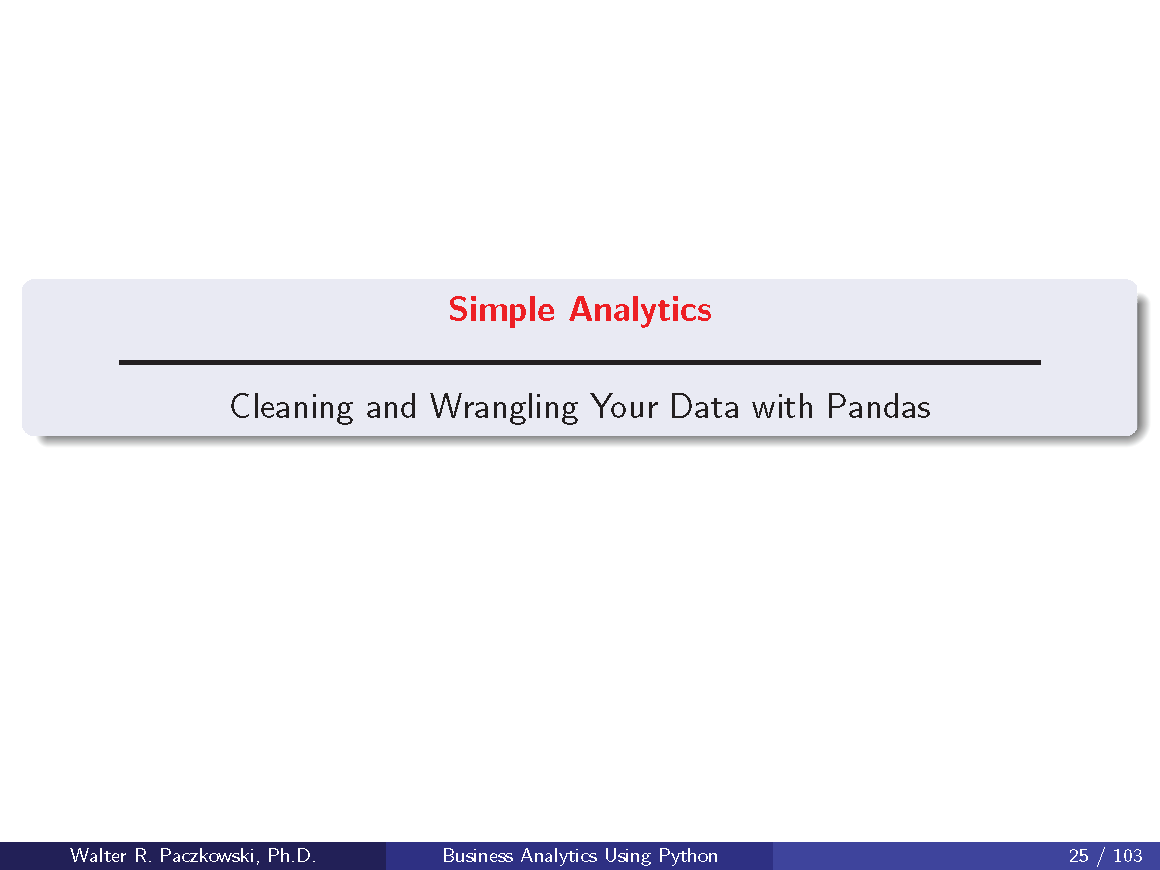 Simple Analytics
Cleaning and Wrangling Your Data with Pandas
Walter R. Paczkowski, Ph.D.
Business Analytics Using Python
25 / 103